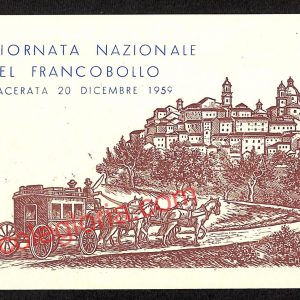 IORNATA NAZIONALE
EL FRANCOBOLLO
ACERATA 20 DICEMBRE 1959